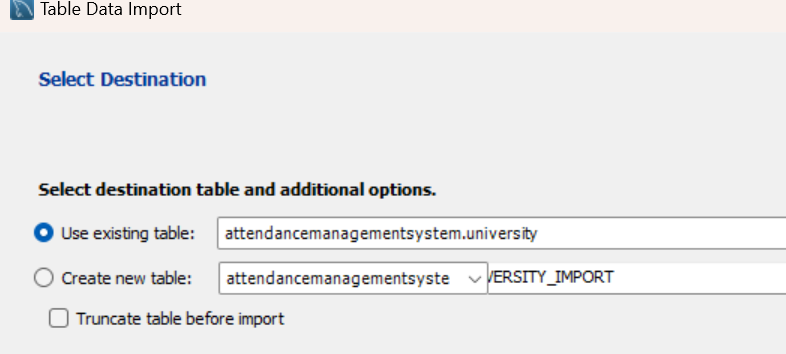 Table Data Import
Select Destination
Select destination table and additional options.
Use existing table: attendancemanagementsystem.university
Create new table: attendancemanagementsyste VERSITY_IMPORT
Truncate table before import